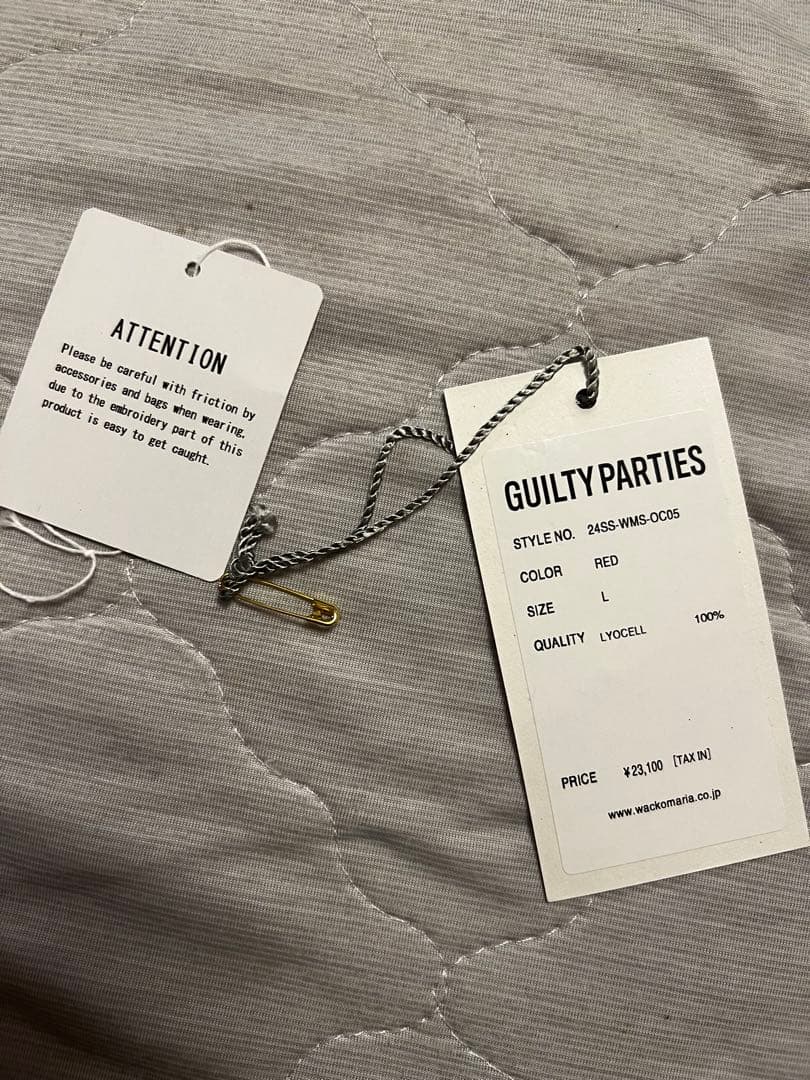 ATTENTION
Please be careful with friction by
accessories and bags when wearing.
due to the embroidery part of this
product is easy to get caught.
GUILTY PARTIES
STYLE NO. 24SS-WMS-OC05
COLOR RED
SIZE L
QUALITY LYOCELL 100%
PRICE ¥23,100 [TAX IN]
www.wackomaria.co.jp